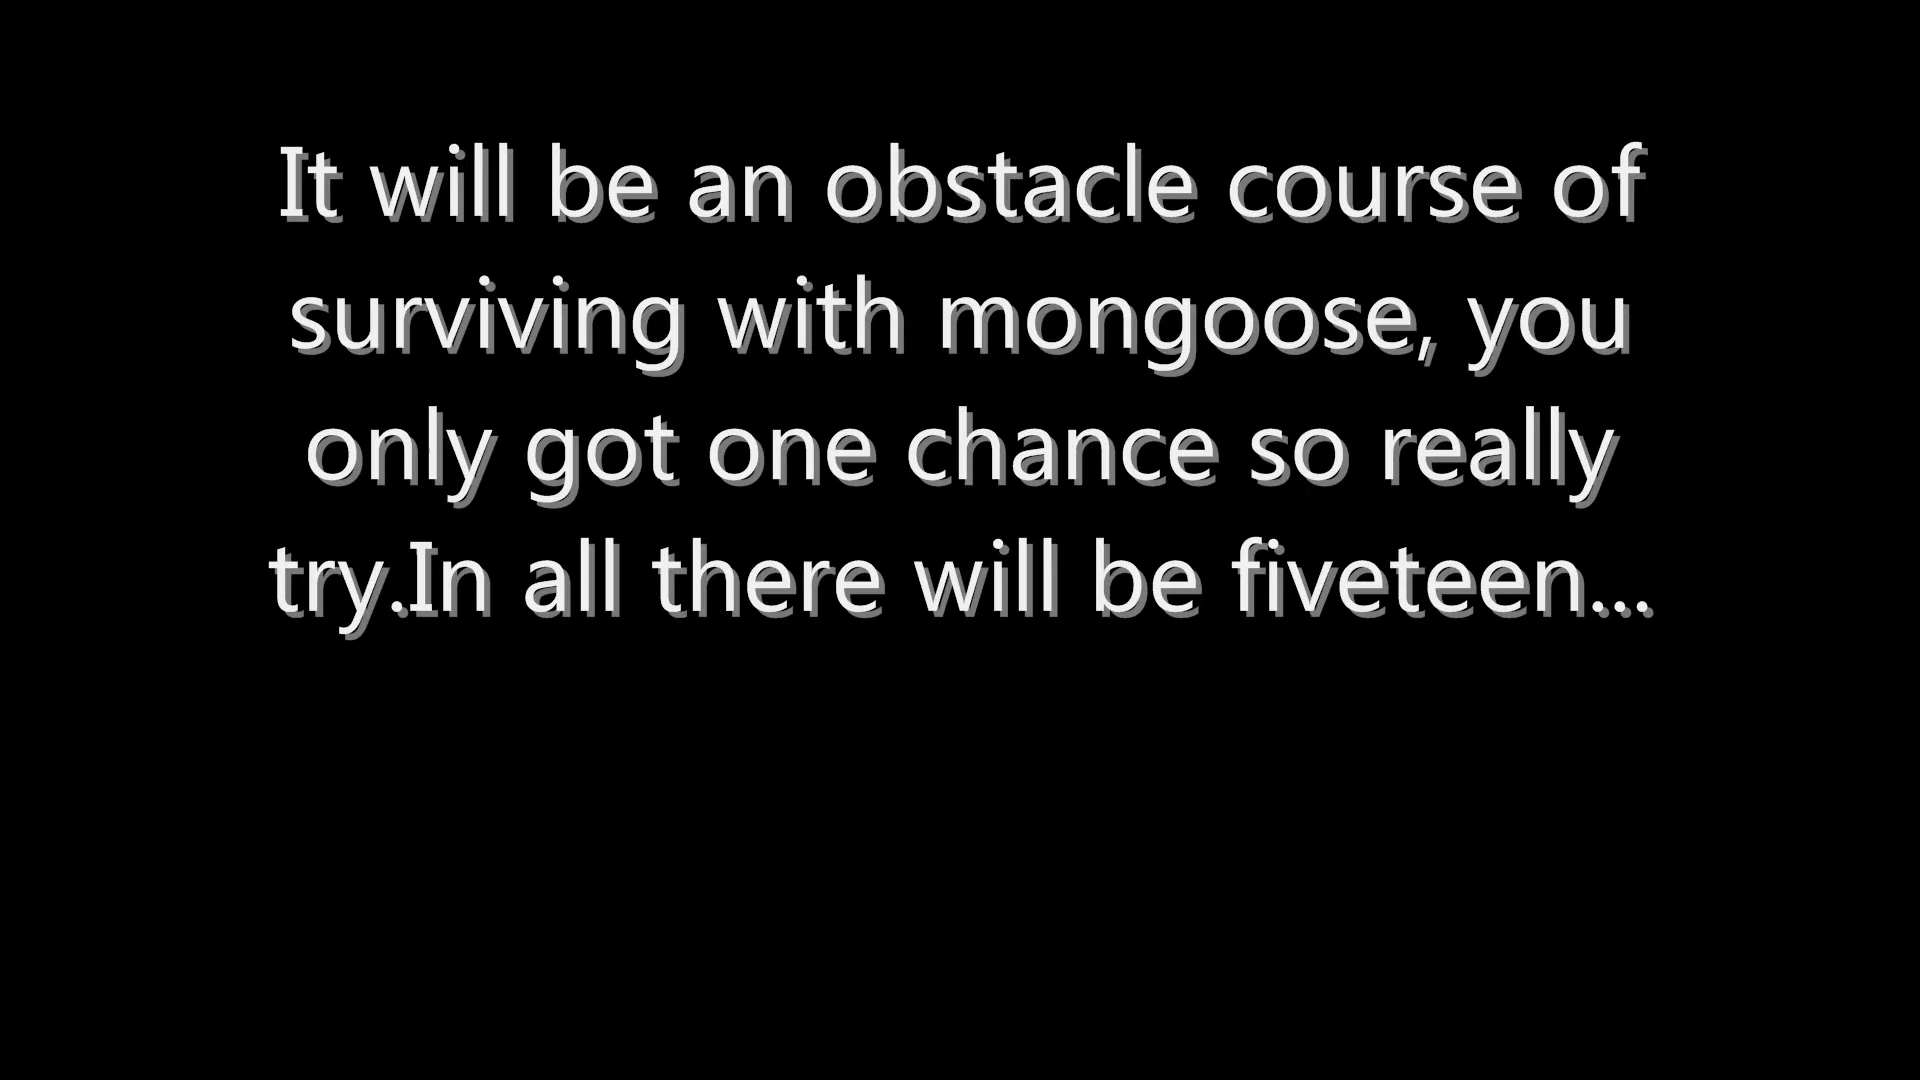 It will be an obstacle course of
surviving with mongoose, you
only got one chance so really
try.In all there will be fiveteen...